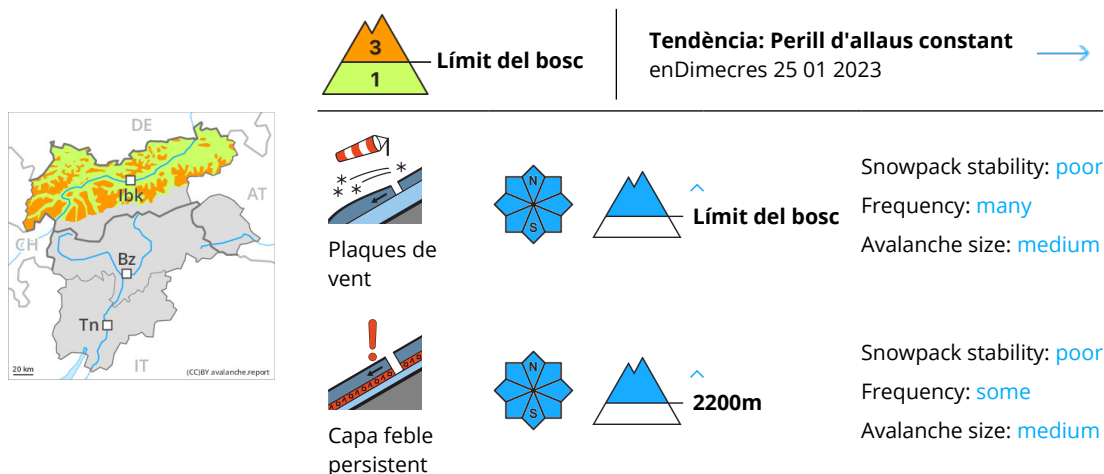 3
1
Límit del bosc
Tendència: Perill d'allaus constant
enDimecres 25 01 2023
DE
Ibk
AT
CH
Bz
Tn
IT
20 km
(CC)BY avalanche.report
Plaques de
vent
N
S
Límit del bosc
Snowpack stability: poor
Frequency: many
Avalanche size: medium
Capa feble
persistent
N
S
2200m
Snowpack stability: poor
Frequency: some
Avalanche size: medium